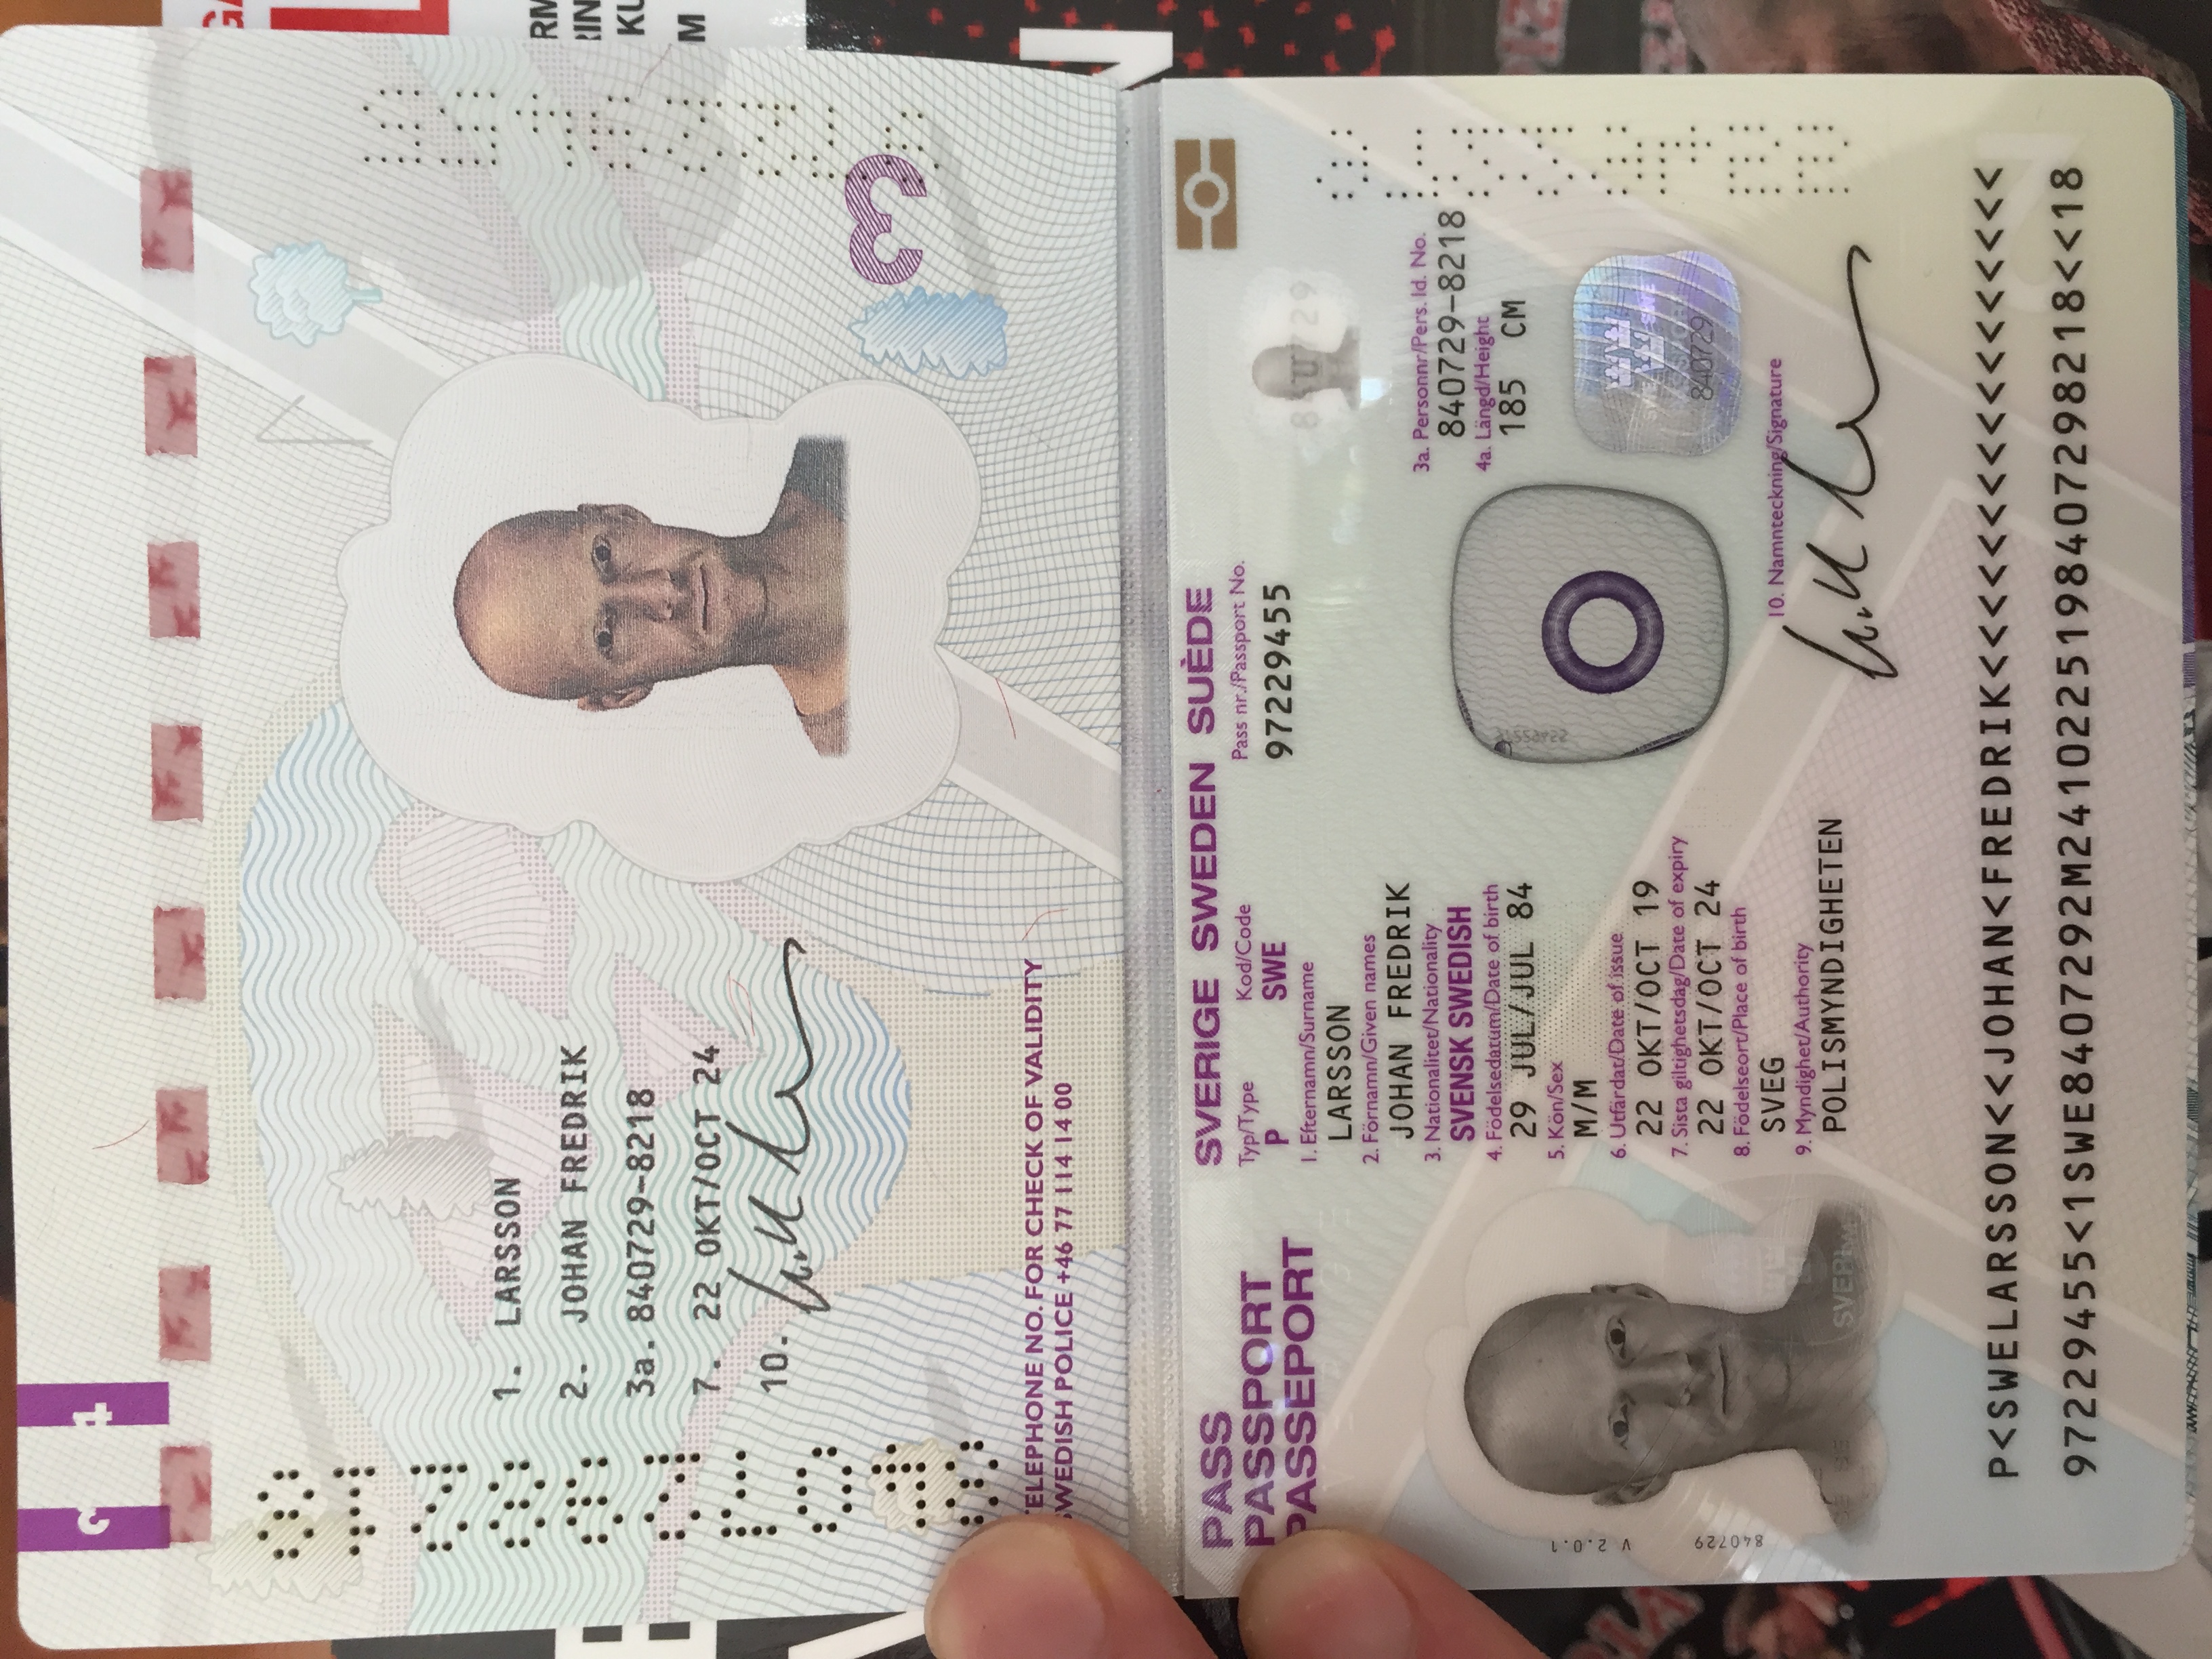 3 4
1. LARSSON
2. JOHAN FREDRIK
3a. 840729-8218
7. 22 OKT/OCT 24
10.
3
ELEPHONE NO. FOR CHECK OF VALIDITY
SWEDISH POLICE +46 77 114 14 00
PASS
PASSPORT
PASSEPORT
SVERIGE SWEDEN SUÈDE
Typ/Type Kod/Code Pass nr./Passport No.
P SWE 97229455
1. Efternamn/Surname
LARSSON
2. Förnamn/Given names
JOHAN FREDRIK
3. Nationalitet/Nationality
SVENSK SWEDISH
4. Födelsedatum/Date of birth
29 JUL/JUL 84
5. Kön/Sex
M/M
6. Utfärdat/Date of issue
22 OKT/OCT 19
7. Sista giltighetsdag/Date of expiry
22 OKT/OCT 24
8. Födelseort/Place of birth
SVEG
9. Myndighet/Authority
POLISMYNDIGHETEN
3a. Personnr/Pers. Id. No.
840729-8218
4a. Längd/Height
185 CM
840729
10. Namnteckning/Signature
840729 V 2.0.1
P<SWELARSSON<<JOHAN<FREDRIK<<<<<<<<<<<<<<<<<
97229455<1SWE8407292M2410225198407298218<<18